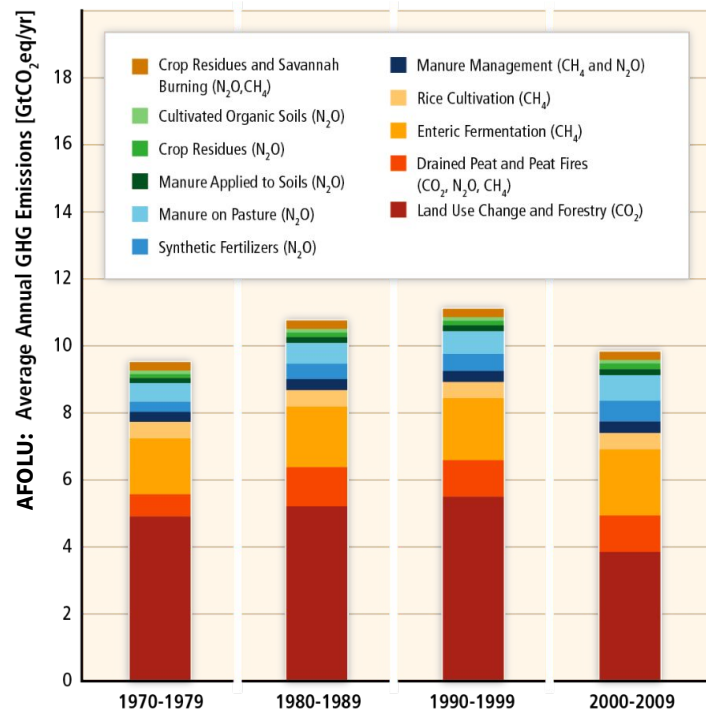 AFOLU: Average Annual GHG Emissions [GtCO₂eq/yr]
18
16
14
12
10
8
6
4
2
0
Crop Residues and Savannah
Burning (N₂O,CH₄)
Cultivated Organic Soils (N₂O)
Crop Residues (N₂O)
Manure Applied to Soils (N₂O)
Manure on Pasture (N₂O)
Synthetic Fertilizers (N₂O)
Manure Management (CH₄ and N₂O)
Rice Cultivation (CH₄)
Enteric Fermentation (CH₄)
Drained Peat and Peat Fires
(CO₂, N₂O, CH₄)
Land Use Change and Forestry (CO₂)
1970-1979
1980-1989
1990-1999
2000-2009